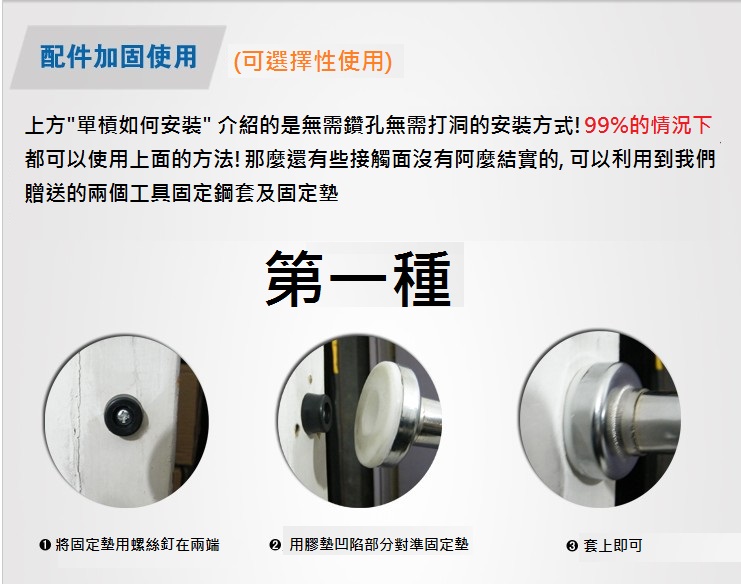 配件加固使用 (可選擇性使用)
上方"單槓如何安裝" 介紹的是無需鑽孔無需打洞的安裝方式! 99%的情況下
都可以使用上面的方法! 那麼還有些接觸面沒有阿麼結實的, 可以利用到我們
贈送的兩個工具固定鋼套及固定墊
第一種
❶ 將固定墊用螺絲釘在兩端
❷ 用膠墊凹陷部分對準固定墊
❸ 套上即可